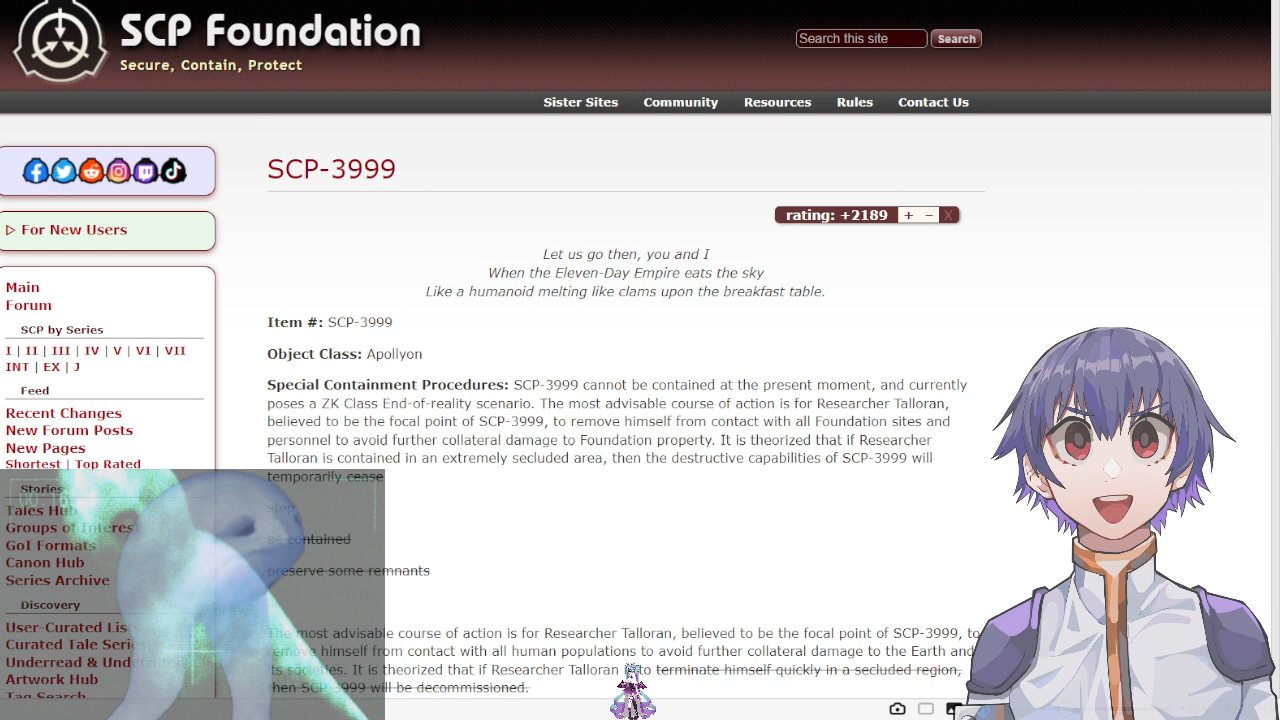 SCP Foundation
Secure, Contain, Protect
Search this site
Search
Sister Sites
Community
Resources
Rules
Contact Us
▷ For New Users
Main
Forum
SCP by Series
I | II | III | IV | V | VI | VII
INT | EX | J
Feed
Recent Changes
New Forum Posts
New Pages
Shortest | Top Rated
Stories
Tales Hub
Groups of Interest
GoI Formats
Canon Hub
Series Archive
Discovery
User-Curated Lists
Curated Tale Series
Underread &
Artwork Hub
Tag Search
SCP-3999
rating: +2189 + – X
Let us go then, you and I
When the Eleven-Day Empire eats the sky
Like a humanoid melting like clams upon the breakfast table.
Item #: SCP-3999
Object Class: Apollyon
Special Containment Procedures: SCP-3999 cannot be contained at the present moment, and currently
poses a ZK Class End-of-reality scenario. The most advisable course of action is for Researcher Talloran,
believed to be the focal point of SCP-3999, to remove himself from contact with all Foundation sites and
personnel to avoid further collateral damage to Foundation property. It is theorized that if Researcher
Talloran is contained in an extremely secluded area, then the destructive capabilities of SCP-3999 will
temporarily cease
stop
be contained
preserve some remnants
The most advisable course of action is for Researcher Talloran, believed to be the focal point of SCP-3999, to
remove himself from contact with all human populations to avoid further collateral damage to the Earth and
its societies. It is theorized that if Researcher Talloran to terminate himself quickly in a secluded region,
then SCP-3999 will be decommissioned.